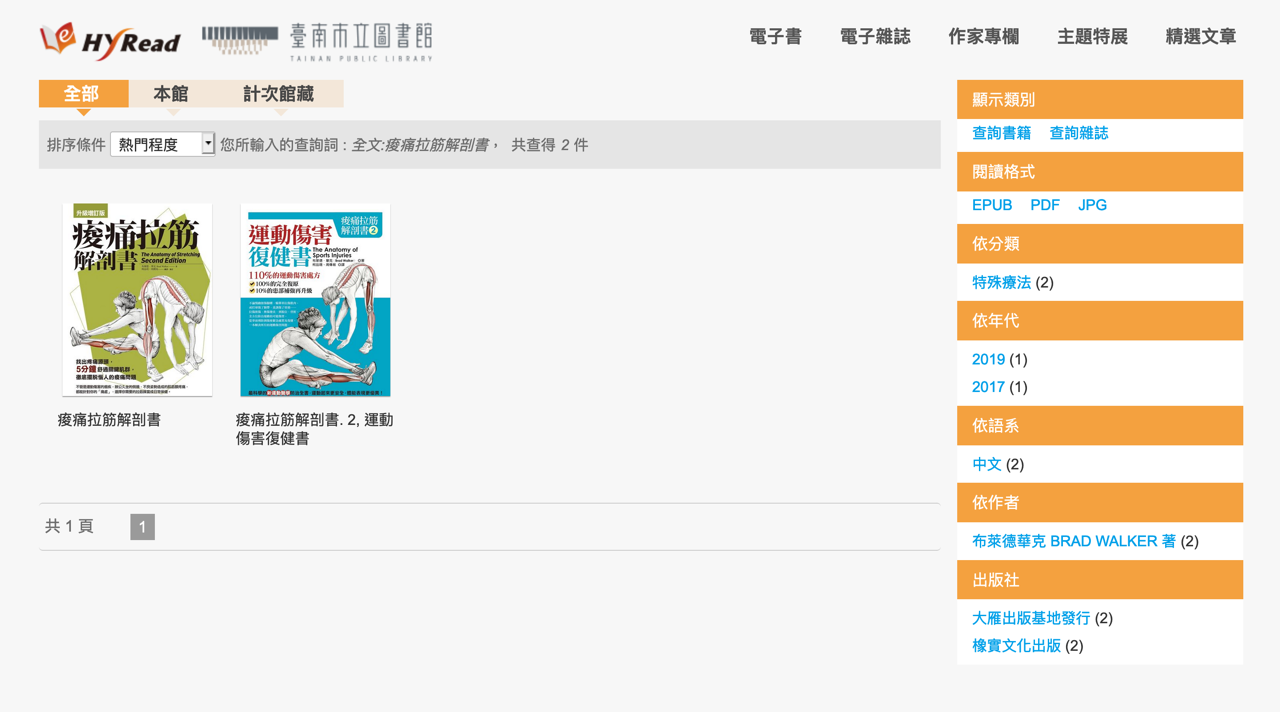 HyRead
臺南市立圖書館
TAINAN PUBLIC LIBRARY
電子書 電子雜誌 作家專欄 主題特展 精選文章
全部 本館 計次館藏
排序條件 熱門程度 您所輸入的查詢詞 : 全文:痠痛拉筋解剖書， 共查得 2 件
升級增訂版
痠痛拉筋
解剖書
The Anatomy of Stretching
Second Edition
找出疼痛源頭，
5分鐘舒通關鍵肌群，
徹底擺脫惱人的痠痛問題
痠痛拉筋
解剖書2
運動傷害
復健書
The Anatomy of
Sports Injuries
110%的運動傷害處方
100%的完全復原
10%的患部補強再升級
痠痛拉筋解剖書
痠痛拉筋解剖書. 2, 運動
傷害復健書
共 1 頁 1
顯示類別
查詢書籍 查詢雜誌
閱讀格式
EPUB PDF JPG
依分類
特殊療法 (2)
依年代
2019 (1)
2017 (1)
依語系
中文 (2)
依作者
布萊德華克 BRAD WALKER 著 (2)
出版社
大雁出版基地發行 (2)
橡實文化出版 (2)